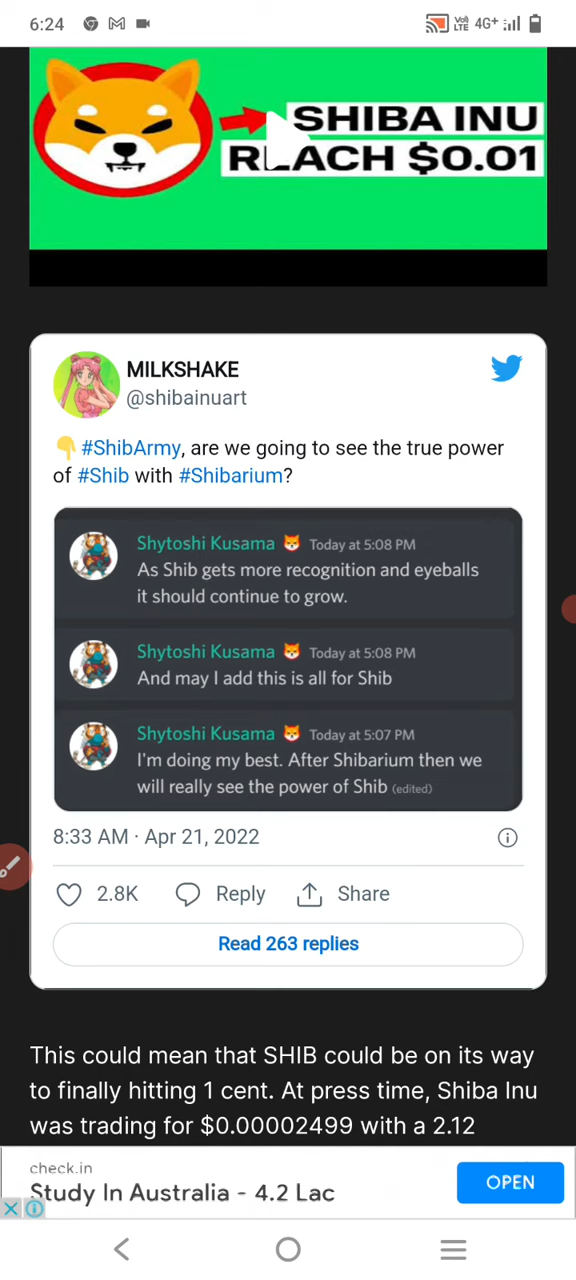 6:24
Vo)
LTE 4G+
SHIBA INU
REACH $0.01
MILKSHAKE
@shibainuart
👇 #ShibArmy, are we going to see the true power
of #Shib with #Shibarium?
Shytoshi Kusama 🦊 Today at 5:08 PM
As Shib gets more recognition and eyeballs
it should continue to grow.
Shytoshi Kusama 🦊 Today at 5:08 PM
And may I add this is all for Shib
Shytoshi Kusama 🦊 Today at 5:07 PM
I'm doing my best. After Shibarium then we
will really see the power of Shib (edited)
8:33 AM · Apr 21, 2022
2.8K Reply Share
Read 263 replies
This could mean that SHIB could be on its way
to finally hitting 1 cent. At press time, Shiba Inu
was trading for $0.00002499 with a 2.12
check.in
Study In Australia - 4.2 Lac
OPEN